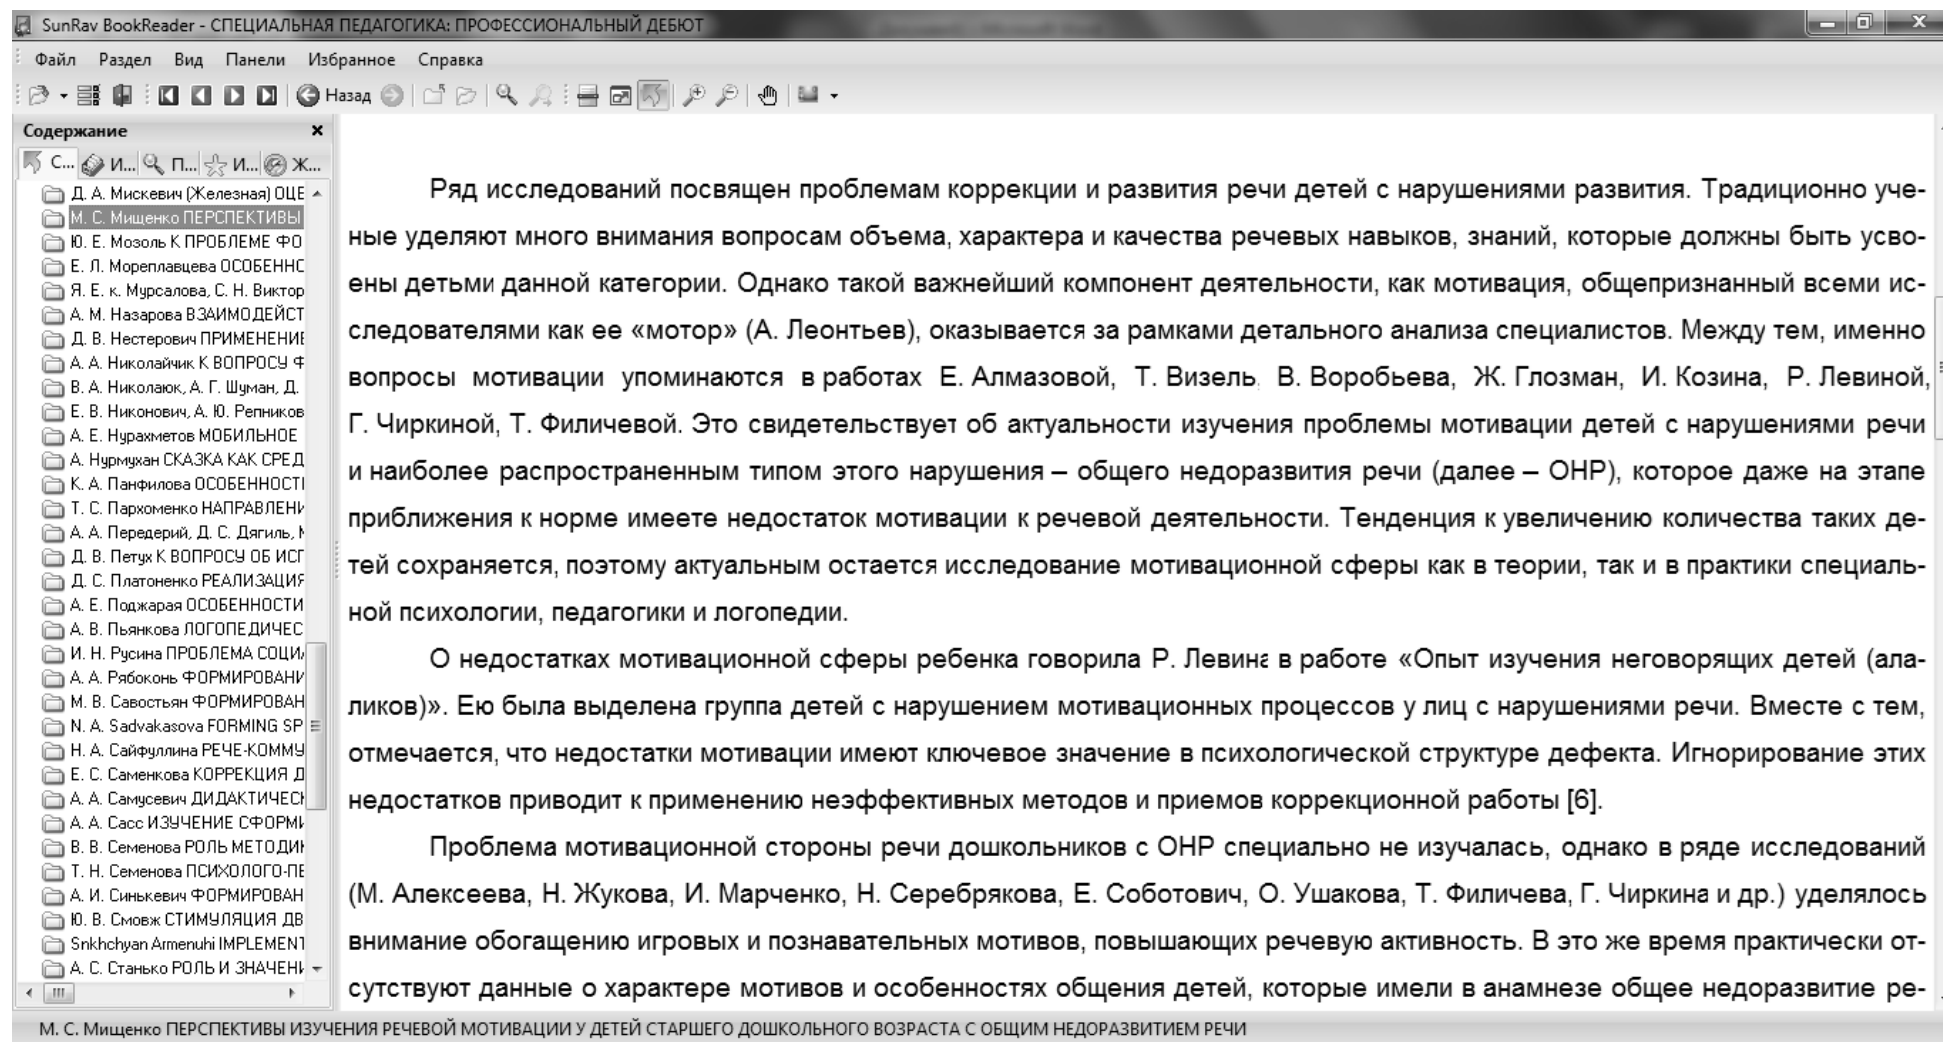 SunRav BookReader - СПЕЦИАЛЬНАЯ ПЕДАГОГИКА: ПРОФЕССИОНАЛЬНЫЙ ДЕБЮТ
Файл Раздел Вид Панели Избранное Справка
Назад
Содержание
С... И... П... И... Ж...
Д. А. Мискевич (Железная) ОЦЕ
М. С. Мищенко ПЕРСПЕКТИВЫ
Ю. Е. Мозоль К ПРОБЛЕМЕ ФО
Е. Л. Мореплавцева ОСОБЕННС
Я. Е. к. Мурсалова, С. Н. Виктор
А. М. Назарова ВЗАИМОДЕЙСТ
Д. В. Нестерович ПРИМЕНЕНИЕ
А. А. Николайчик К ВОПРОСУ Ф
В. А. Николаюк, А. Г. Шуман, Д.
Е. В. Никонович, А. Ю. Репников
А. Е. Нурахметов МОБИЛЬНОЕ
А. Нурмухан СКАЗКА КАК СРЕД
К. А. Панфилова ОСОБЕННОСТИ
Т. С. Пархоменко НАПРАВЛЕНИ
А. А. Передерий, Д. С. Дягиль, М
Д. В. Петух К ВОПРОСУ ОБ ИСП
Д. С. Платоненко РЕАЛИЗАЦИЯ
А. Е. Поджарая ОСОБЕННОСТИ
А. В. Пьянкова ЛОГОПЕДИЧЕС
И. Н. Русина ПРОБЛЕМА СОЦИА
А. А. Рябоконь ФОРМИРОВАНИ
М. В. Савостьян ФОРМИРОВАН
N. A. Sadvakasova FORMING SP
Н. А. Сайфуллина РЕЧЕ-КОММУ
Е. С. Саменкова КОРРЕКЦИЯ Д
А. А. Самусевич ДИДАКТИЧЕСК
А. А. Сасс ИЗУЧЕНИЕ СФОРМИ
В. В. Семенова РОЛЬ МЕТОДИК
Т. Н. Семенова ПСИХОЛОГО-ПЕ
А. И. Синькевич ФОРМИРОВАН
Ю. В. Смовж СТИМУЛЯЦИЯ ДВ
Snkhchyan Armenuhi IMPLEMENT
А. С. Станько РОЛЬ И ЗНАЧЕНИ
Ряд исследований посвящен проблемам коррекции и развития речи детей с нарушениями развития. Традиционно уче-
ные уделяют много внимания вопросам объема, характера и качества речевых навыков, знаний, которые должны быть усво-
ены детьми данной категории. Однако такой важнейший компонент деятельности, как мотивация, общепризнанный всеми ис-
следователями как ее «мотор» (А. Леонтьев), оказывается за рамками детального анализа специалистов. Между тем, именно
вопросы мотивации упоминаются в работах Е. Алмазовой, Т. Визель В. Воробьева, Ж. Глозман, И. Козина, Р. Левиной,
Г. Чиркиной, Т. Филичевой. Это свидетельствует об актуальности изучения проблемы мотивации детей с нарушениями речи
и наиболее распространенным типом этого нарушения – общего недоразвития речи (далее – ОНР), которое даже на этапе
приближения к норме имеете недостаток мотивации к речевой деятельности. Тенденция к увеличению количества таких де-
тей сохраняется, поэтому актуальным остается исследование мотивационной сферы как в теории, так и в практики специаль-
ной психологии, педагогики и логопедии.
О недостатках мотивационной сферы ребенка говорила Р. Левина в работе «Опыт изучения неговорящих детей (ала-
ликов)». Ею была выделена группа детей с нарушением мотивационных процессов у лиц с нарушениями речи. Вместе с тем,
отмечается, что недостатки мотивации имеют ключевое значение в психологической структуре дефекта. Игнорирование этих
недостатков приводит к применению неэффективных методов и приемов коррекционной работы [6].
Проблема мотивационной стороны речи дошкольников с ОНР специально не изучалась, однако в ряде исследований
(М. Алексеева, Н. Жукова, И. Марченко, Н. Серебрякова, Е. Соботович, О. Ушакова, Т. Филичева, Г. Чиркина и др.) уделялось
внимание обогащению игровых и познавательных мотивов, повышающих речевую активность. В это же время практически от-
сутствуют данные о характере мотивов и особенностях общения детей, которые имели в анамнезе общее недоразвитие ре-
М. С. Мищенко ПЕРСПЕКТИВЫ ИЗУЧЕНИЯ РЕЧЕВОЙ МОТИВАЦИИ У ДЕТЕЙ СТАРШЕГО ДОШКОЛЬНОГО ВОЗРАСТА С ОБЩИМ НЕДОРАЗВИТИЕМ РЕЧИ